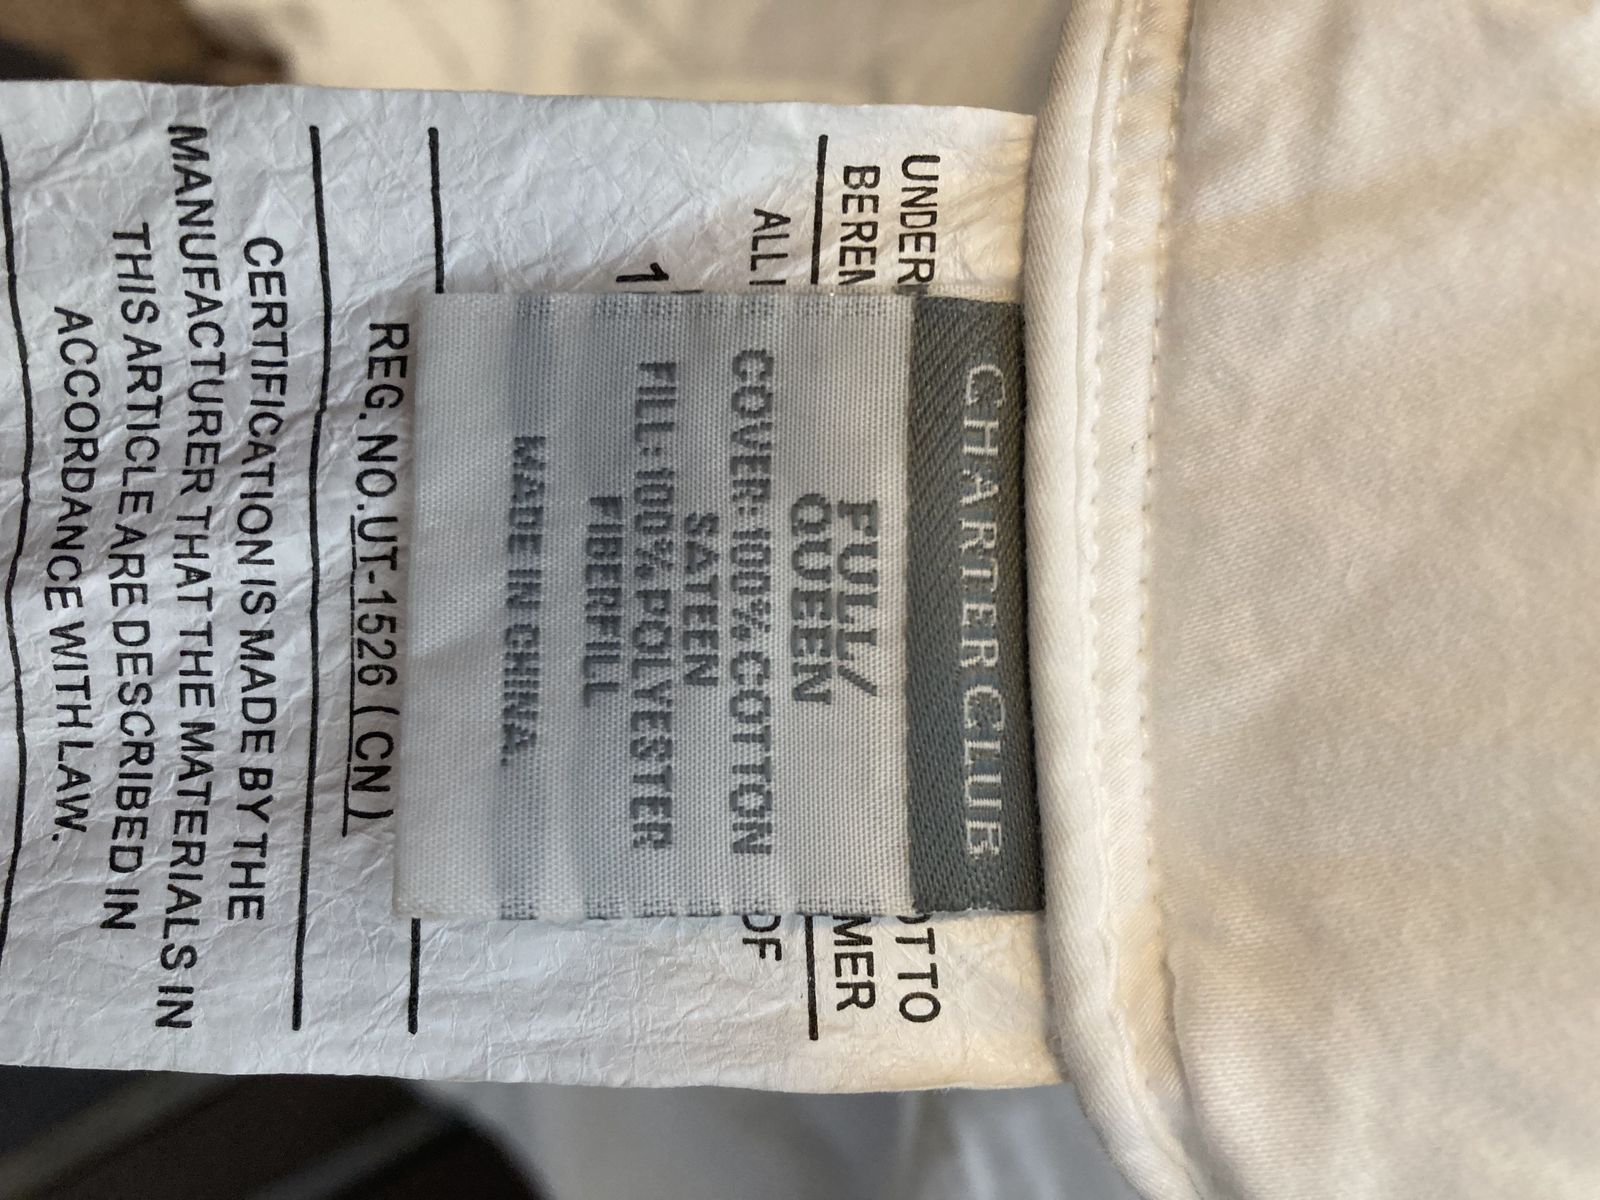 CHARTER CLUB
FULL/
QUEEN
COVER: 100% COTTON
SATEEN
FILL: 100% POLYESTER
FIBERFILL
MADE IN CHINA.
UNDER OT TO
BEREM MER
ALL OF
1
REG. NO. UT-1526 (CN)
CERTIFICATION IS MADE BY THE
MANUFACTURER THAT THE MATERIALS IN
THIS ARTICLE ARE DESCRIBED IN
ACCORDANCE WITH LAW.